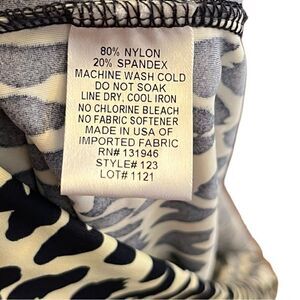 80% NYLON
20% SPANDEX
MACHINE WASH COLD
DO NOT SOAK
LINE DRY, COOL IRON
NO CHLORINE BLEACH
NO FABRIC SOFTENER
MADE IN USA OF
IMPORTED FABRIC
RN# 131946
STYLE# 123
LOT# 1121